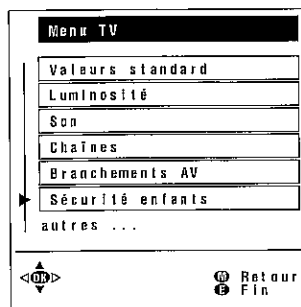 Menu TV
Valeurs standard
Luminosité
Son
Chaînes
Branchements AV
Sécurité enfants
autres ...
OK
M Retour
E Fin